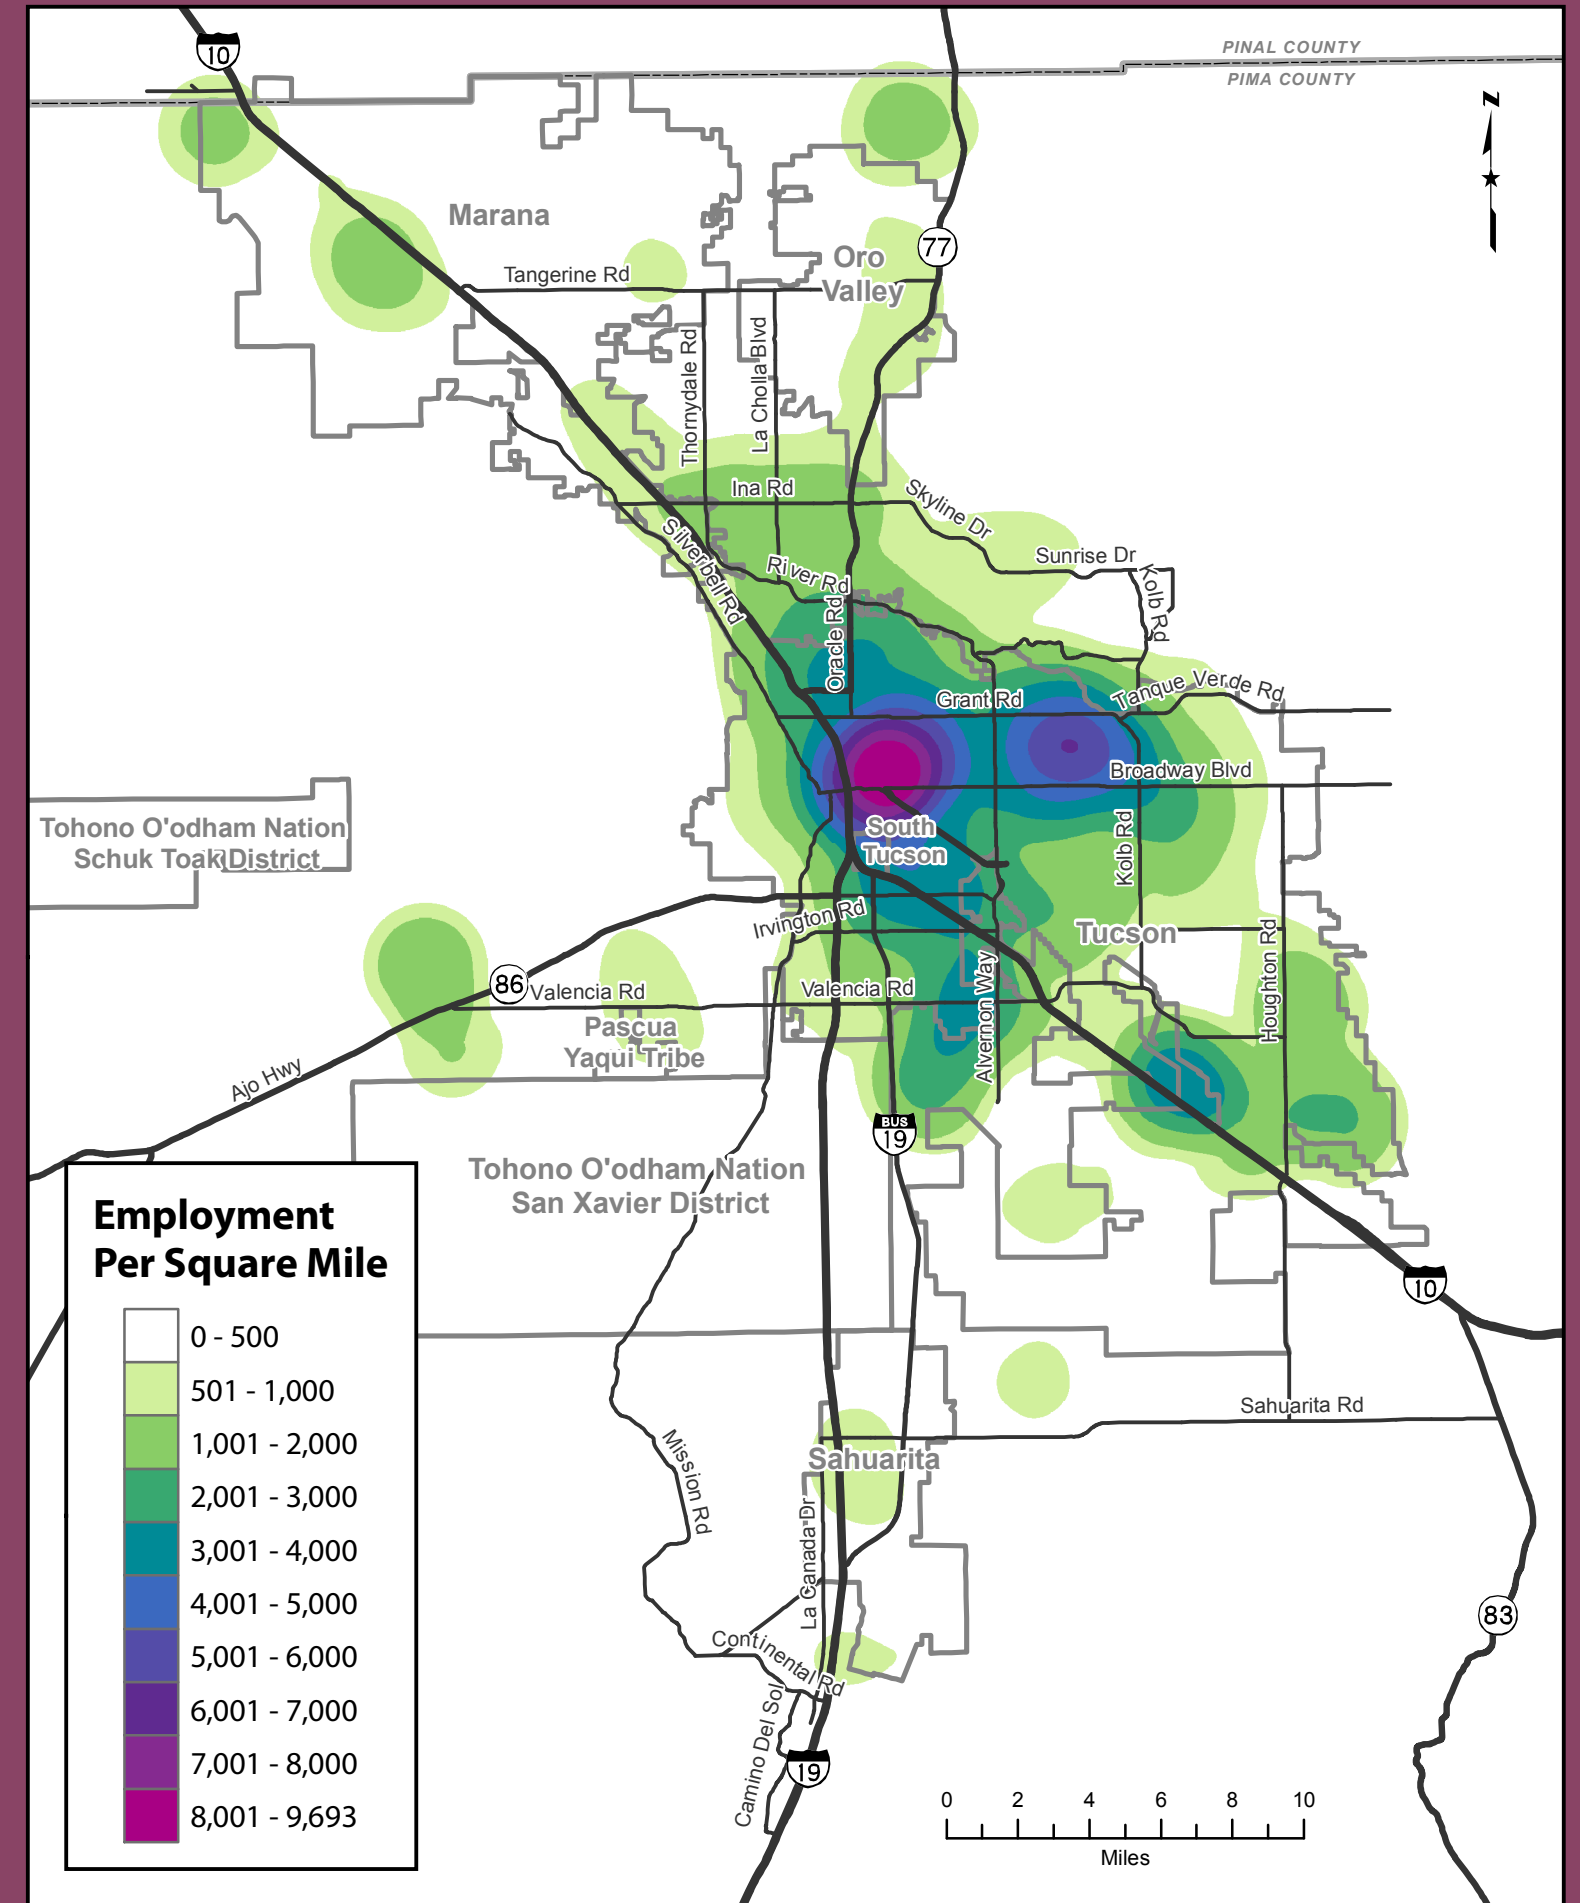 10
PINAL COUNTY
PIMA COUNTY
N
Marana
77
Oro
Valley
Tangerine Rd
Thornydale Rd
La Cholla Blvd
Ina Rd
Skyline Dr
Silverbell Rd
River Rd
Sunrise Dr
Kolb Rd
Oracle Rd
Grant Rd
Tanque Verde Rd
Broadway Blvd
South
Tucson
Kolb Rd
Tohono O'odham Nation
Schuk Toak District
Irvington Rd
Tucson
Houghton Rd
86
Valencia Rd
Valencia Rd
Alvernon Way
Pascua
Yaqui Tribe
Ajo Hwy
BUS
19
Tohono O'odham Nation
San Xavier District
10
Sahuarita Rd
Mission Rd
Sahuarita
La Canada Dr
83
Continental Rd
Camino Del Sol
19
Employment
Per Square Mile
0 - 500
501 - 1,000
1,001 - 2,000
2,001 - 3,000
3,001 - 4,000
4,001 - 5,000
5,001 - 6,000
6,001 - 7,000
7,001 - 8,000
8,001 - 9,693
0 2 4 6 8 10
Miles